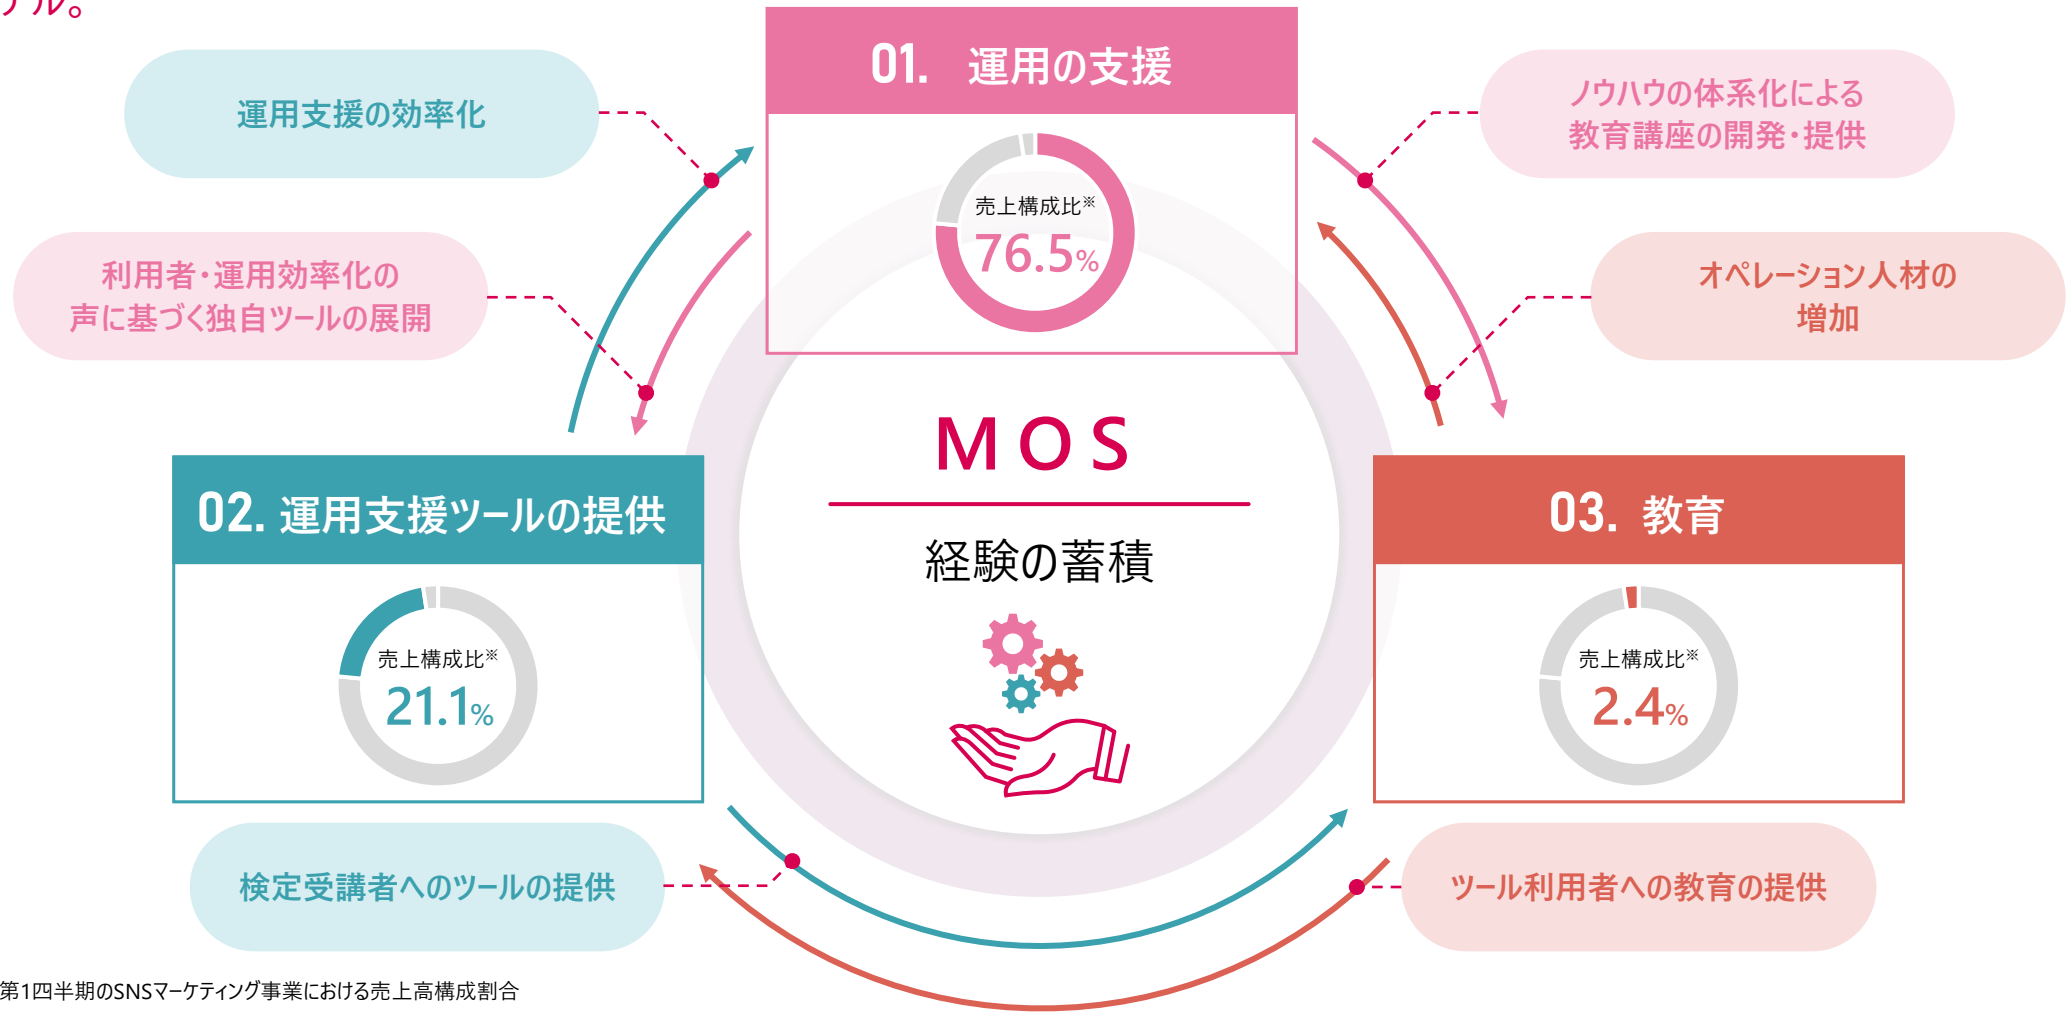 デル。
01. 運用の支援
売上構成比※
76.5%
運用支援の効率化
利用者・運用効率化の
声に基づく独自ツールの展開
ノウハウの体系化による
教育講座の開発・提供
オペレーション人材の
増加
MOS
経験の蓄積
02. 運用支援ツールの提供
売上構成比※
21.1%
03. 教育
売上構成比※
2.4%
検定受講者へのツールの提供
ツール利用者への教育の提供
第1四半期のSNSマーケティング事業における売上高構成割合